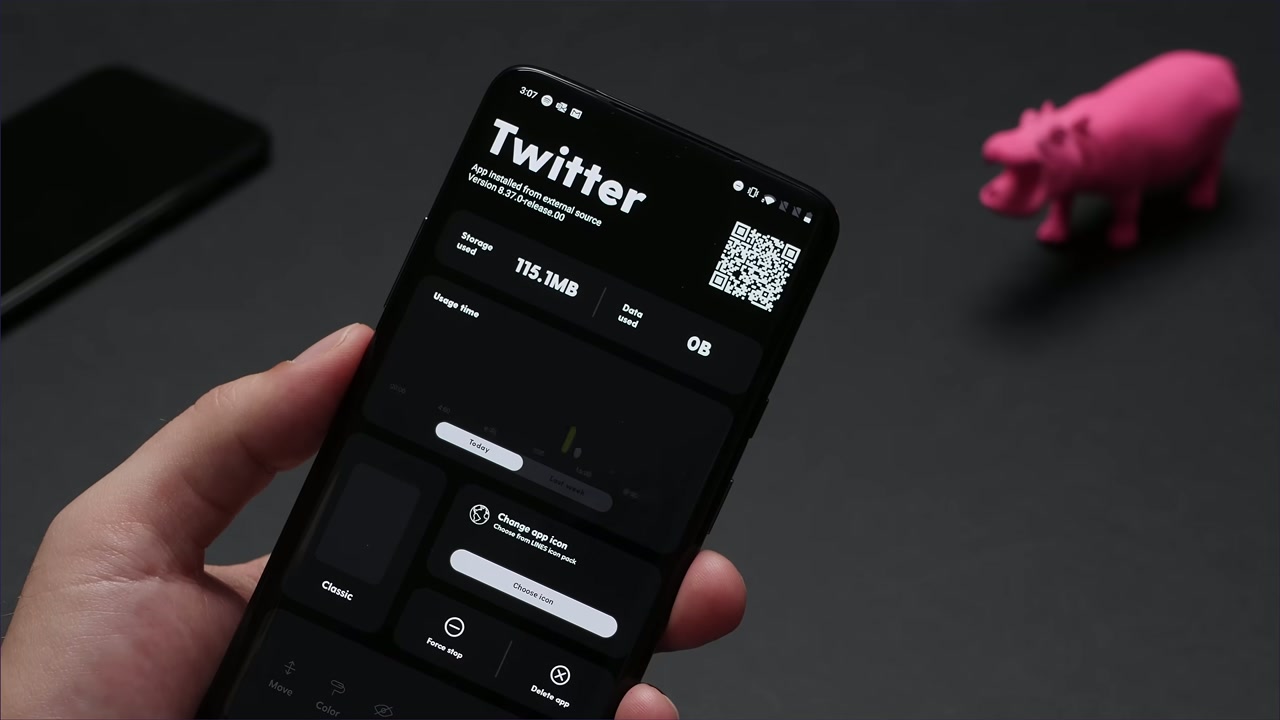 3:07
Twitter
App installed from external source
Version 8.37.0-release.00
Storage
used
115.1MB
Data
used
0B
Usage time
Today
Last week
Change app icon
Choose from LINES icon pack
Choose icon
Classic
Force stop
Delete app
Move
Color